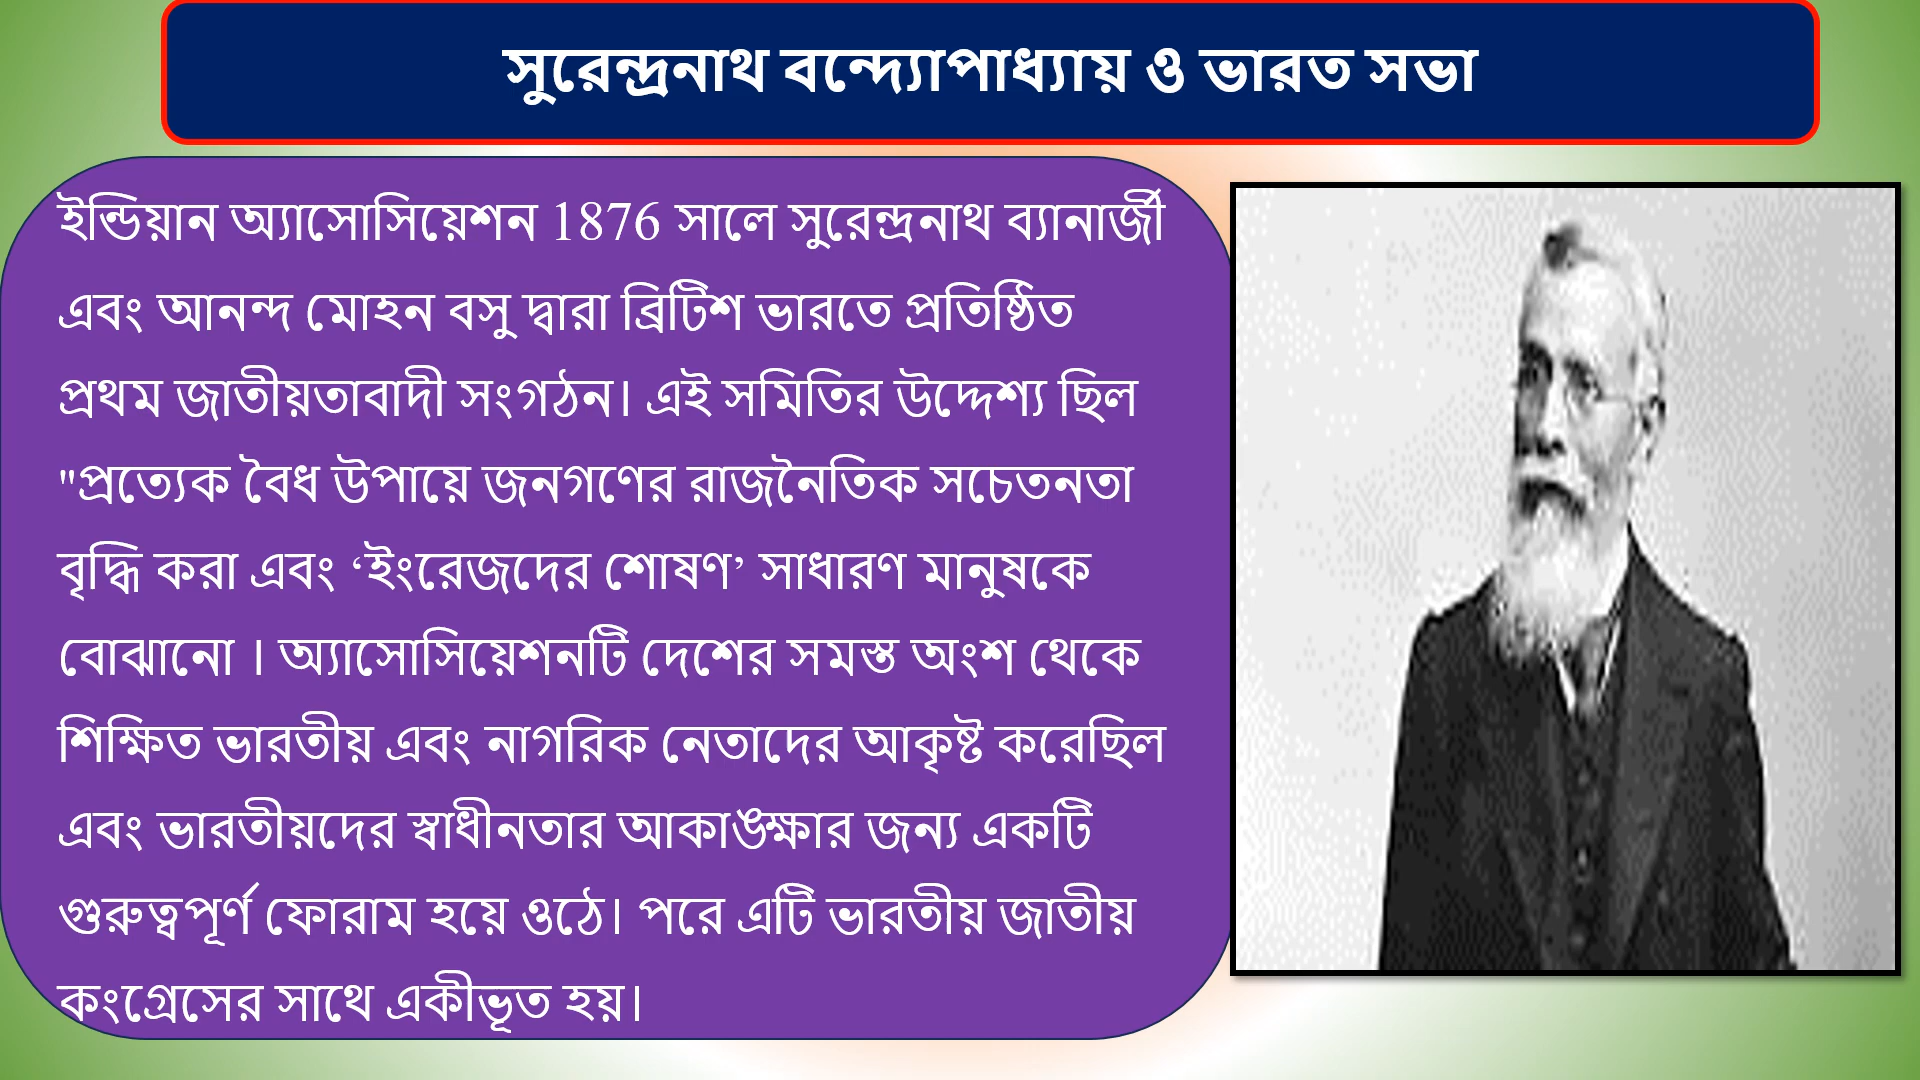 সুরেন্দ্রনাথ বন্দ্যোপাধ্যায় ও ভারত সভা
ইন্ডিয়ান অ্যাসোসিয়েশন 1876 সালে সুরেন্দ্রনাথ ব্যানার্জী
এবং আনন্দ মোহন বসু দ্বারা ব্রিটিশ ভারতে প্রতিষ্ঠিত
প্রথম জাতীয়তাবাদী সংগঠন। এই সমিতির উদ্দেশ্য ছিল
"প্রত্যেক বৈধ উপায়ে জনগণের রাজনৈতিক সচেতনতা
বৃদ্ধি করা এবং ‘ইংরেজদের শোষণ’ সাধারণ মানুষকে
বোঝানো । অ্যাসোসিয়েশনটি দেশের সমস্ত অংশ থেকে
শিক্ষিত ভারতীয় এবং নাগরিক নেতাদের আকৃষ্ট করেছিল
এবং ভারতীয়দের স্বাধীনতার আকাঙ্ক্ষার জন্য একটি
গুরুত্বপূর্ণ ফোরাম হয়ে ওঠে। পরে এটি ভারতীয় জাতীয়
কংগ্রেসের সাথে একীভূত হয়।